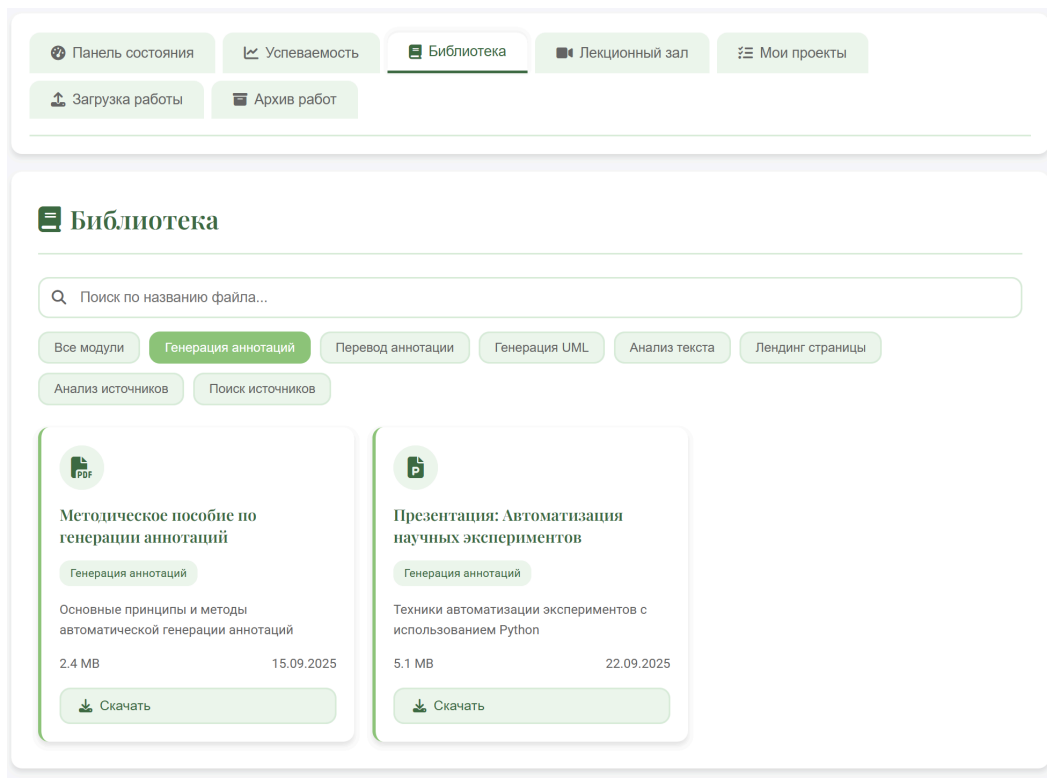 Панель состояния
Успеваемость
Библиотека
Лекционный зал
Мои проекты
Загрузка работы
Архив работ
Библиотека
Поиск по названию файла...
Все модули
Генерация аннотаций
Перевод аннотации
Генерация UML
Анализ текста
Лендинг страницы
Анализ источников
Поиск источников
PDF
Методическое пособие по
генерации аннотаций
Генерация аннотаций
Основные принципы и методы
автоматической генерации аннотаций
2.4 MB
15.09.2025
Скачать
P
Презентация: Автоматизация
научных экспериментов
Генерация аннотаций
Техники автоматизации экспериментов с
использованием Python
5.1 MB
22.09.2025
Скачать